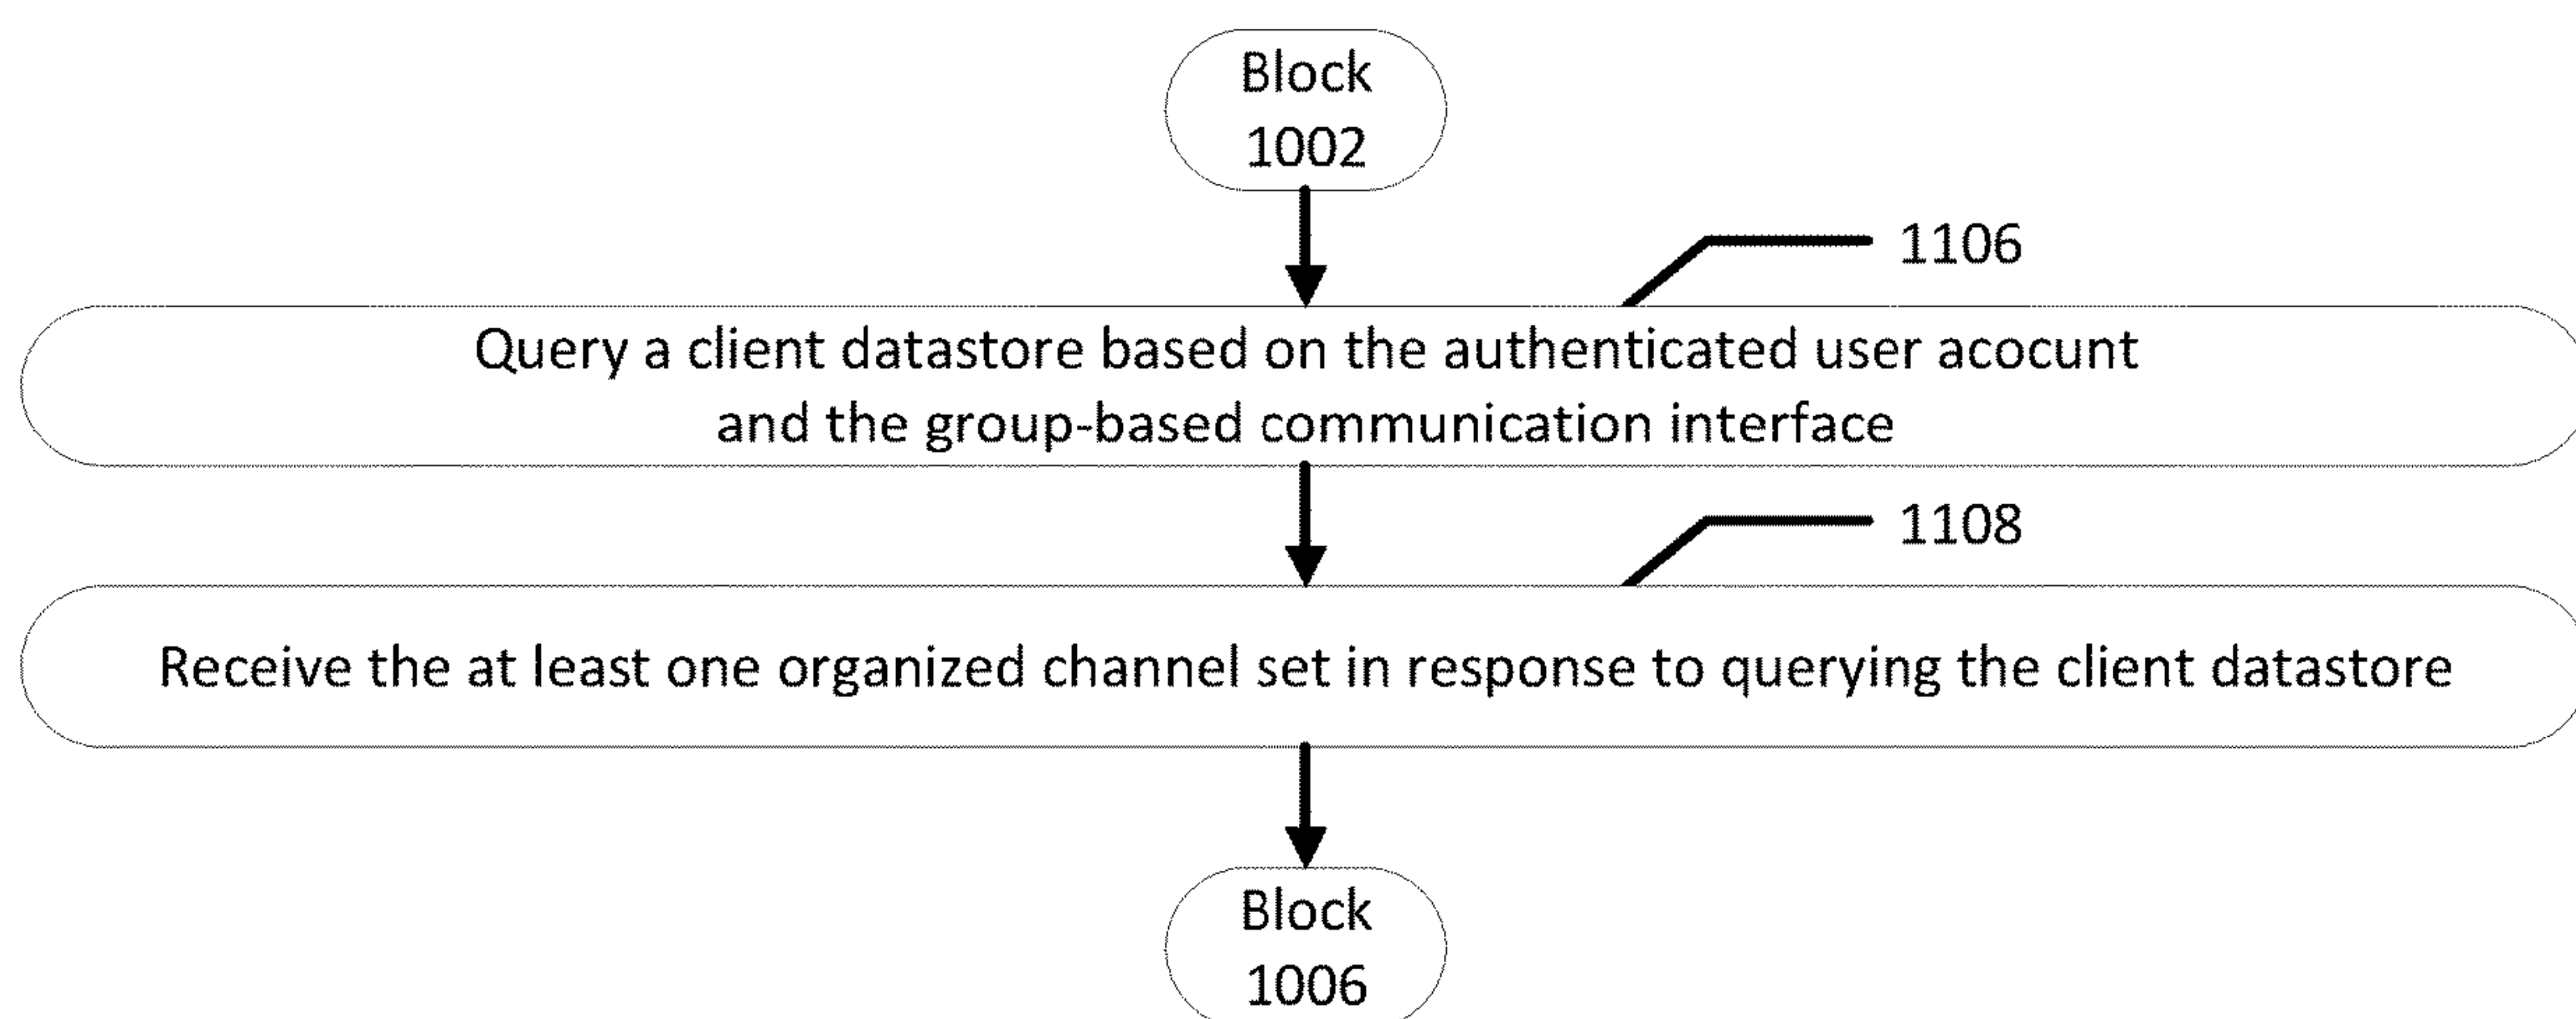 Block
1002
1106
Query a client datastore based on the authenticated user acocunt
and the group-based communication interface
1108
Receive the at least one organized channel set in response to querying the client datastore
Block
1006